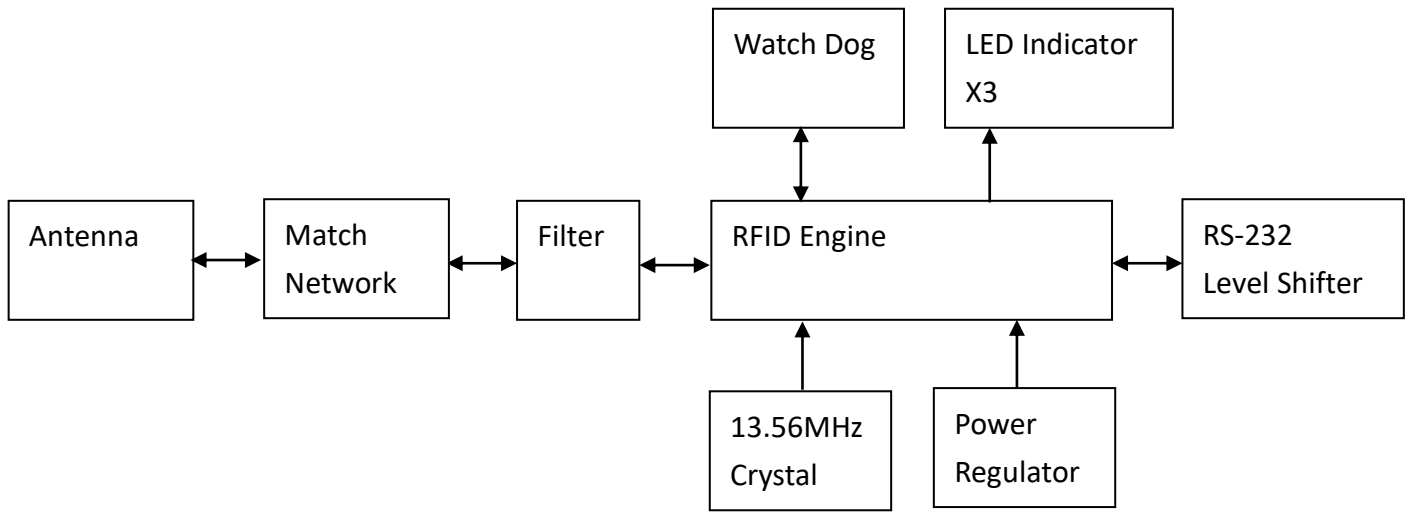 Watch Dog
LED Indicator
X3
Antenna
Match
Network
Filter
RFID Engine
RS-232
Level Shifter
13.56MHz
Crystal
Power
Regulator